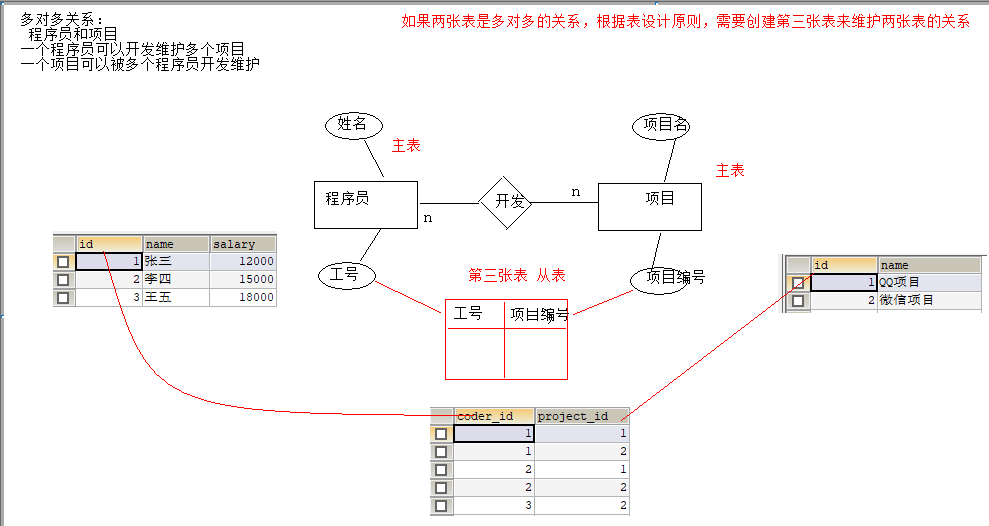 多对多关系：
程序员和项目
一个程序员可以开发维护多个项目
一个项目可以被多个程序员开发维护
如果两张表是多对多的关系，根据表设计原则，需要创建第三张表来维护两张表的关系
姓名
主表
项目名
主表
程序员
n
开发
n
项目
工号
第三张表 从表
项目编号
id name salary
1 张三 12000
2 李四 15000
3 王五 18000
id name
1 QQ项目
2 微信项目
工号 项目编号
coder_id project_id
1 1
1 2
2 1
2 2
3 2